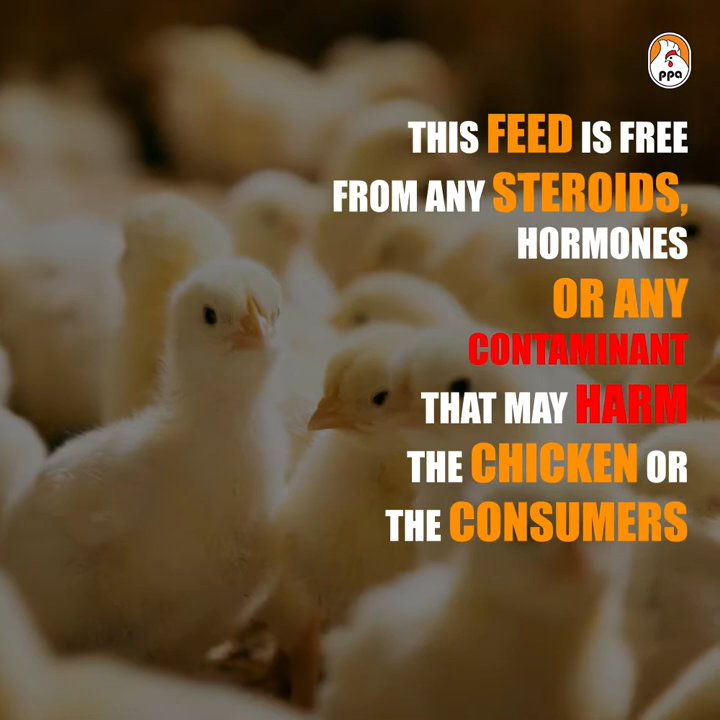 ppa
THIS FEED IS FREE
FROM ANY STEROIDS,
HORMONES
OR ANY
CONTAMINANT
THAT MAY HARM
THE CHICKEN OR
THE CONSUMERS